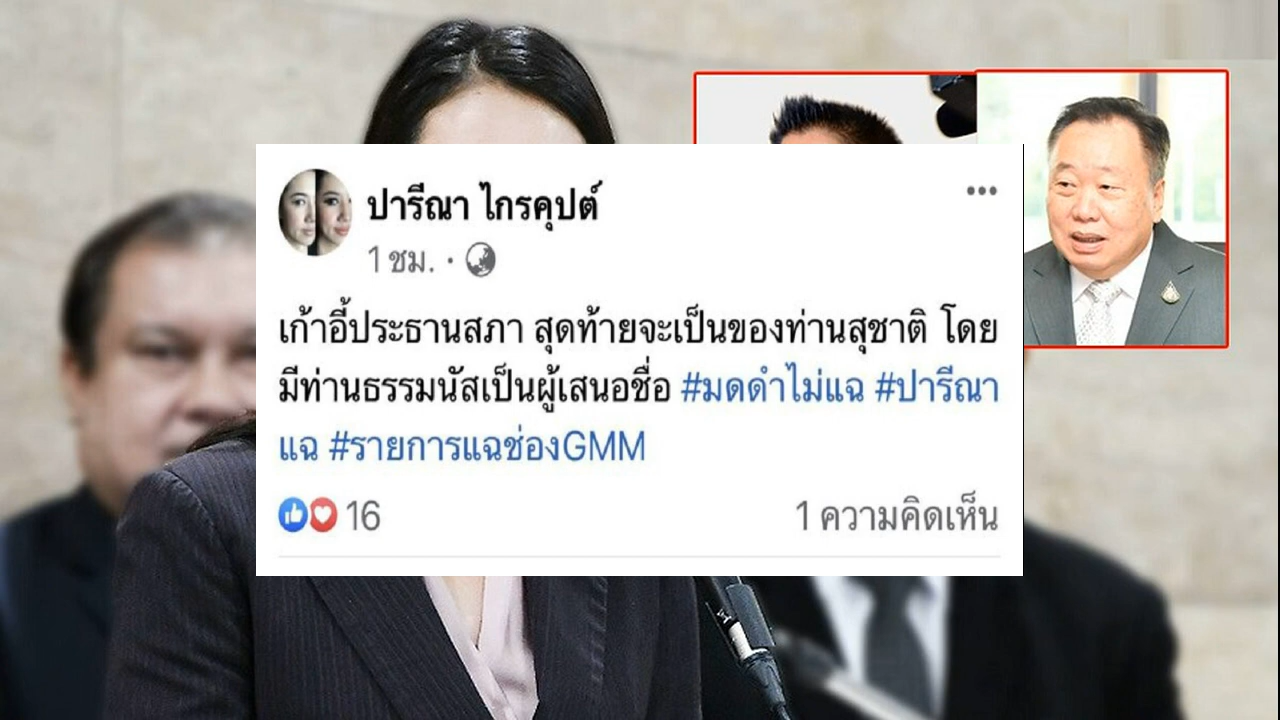 ปารีณา ไกรคุปต์
1 ชม. ·
เก้าอี้ประธานสภา สุดท้ายจะเป็นของท่านสุชาติ โดย
มีท่านธรรมนัสเป็นผู้เสนอชื่อ #มดดำไม่แฉ #ปารีณา
แฉ #รายการแฉช่องGMM
16
1 ความคิดเห็น